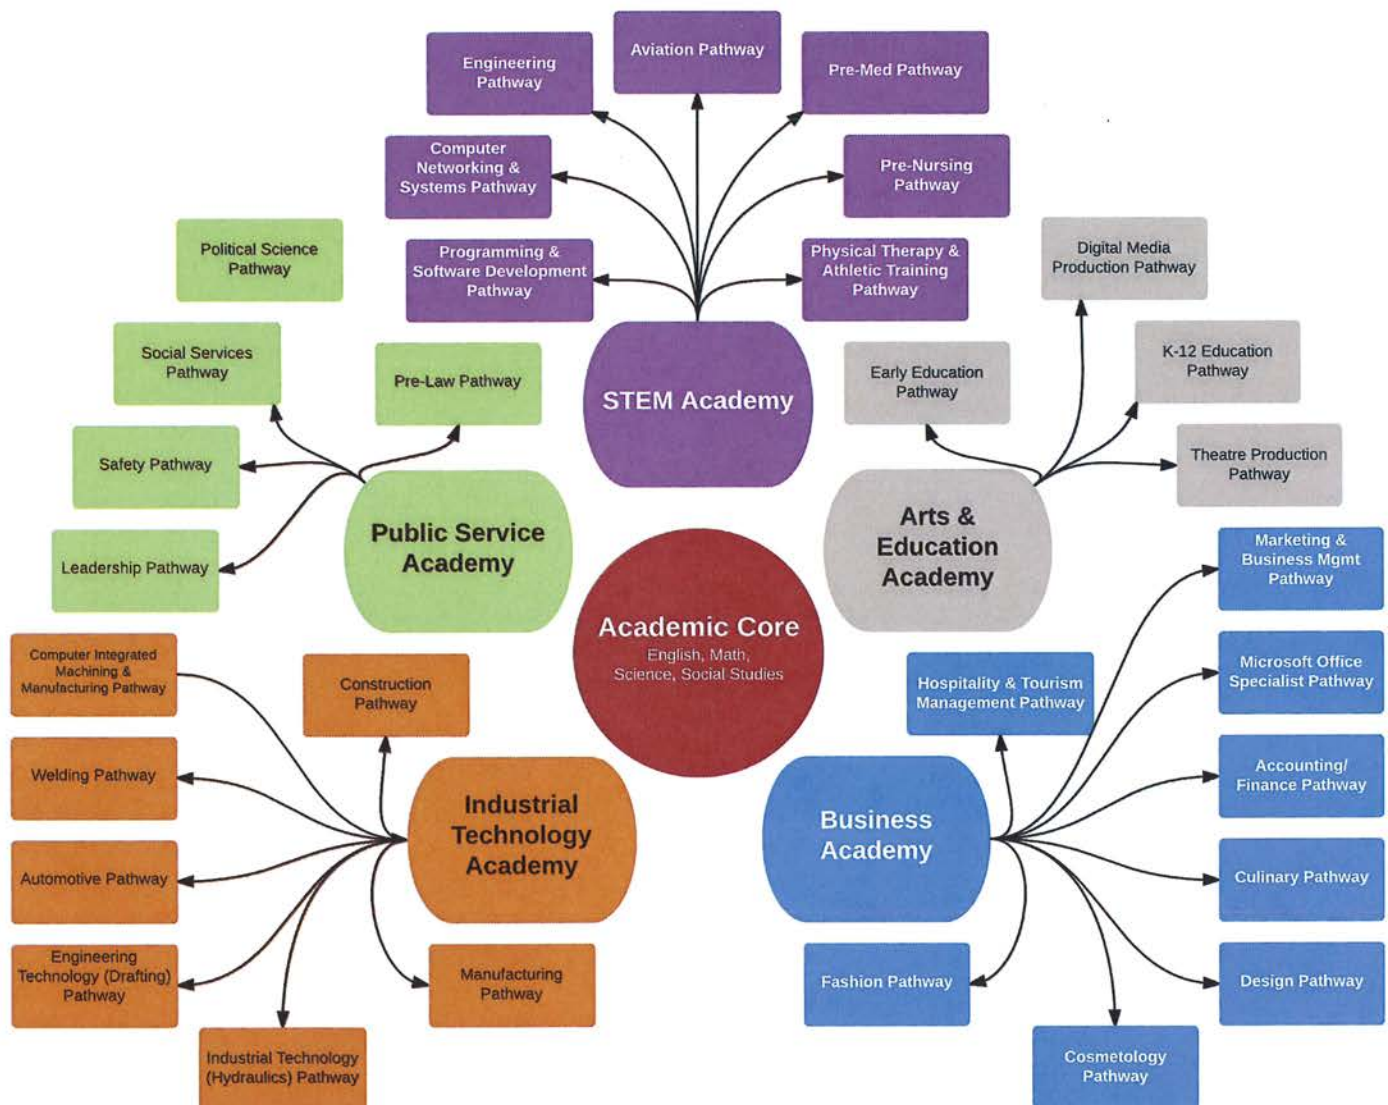 Engineering
Pathway
Aviation Pathway
Pre-Med Pathway
Computer
Networking &
Systems Pathway
Pre-Nursing
Pathway
Programming &
Software Development
Pathway
Physical Therapy &
Athletic Training
Pathway
STEM Academy
Political Science
Pathway
Social Services
Pathway
Pre-Law Pathway
Safety Pathway
Leadership Pathway
Public Service
Academy
Digital Media
Production Pathway
Early Education
Pathway
K-12 Education
Pathway
Theatre Production
Pathway
Arts &
Education
Academy
Academic Core
English, Math,
Science, Social Studies
Computer Integrated
Machining &
Manufacturing Pathway
Construction
Pathway
Welding Pathway
Automotive Pathway
Engineering
Technology (Drafting)
Pathway
Industrial Technology
(Hydraulics) Pathway
Manufacturing
Pathway
Industrial
Technology
Academy
Marketing &
Business Mgmt
Pathway
Hospitality & Tourism
Management Pathway
Microsoft Office
Specialist Pathway
Accounting/
Finance Pathway
Business
Academy
Culinary Pathway
Fashion Pathway
Design Pathway
Cosmetology
Pathway